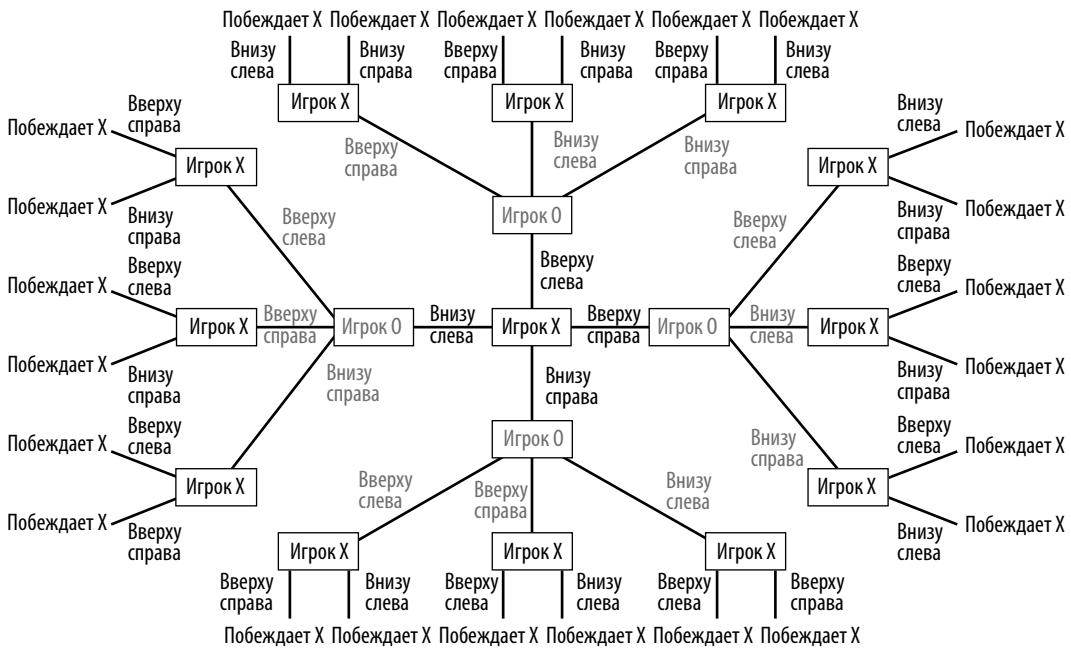 Побеждает X Побеждает X Побеждает X Побеждает X Побеждает X Побеждает X
Внизу
слева
Внизу
справа
Вверху
справа
Внизу
справа
Вверху
справа
Внизу
слева
Игрок X
Игрок X
Игрок X
Вверху
справа
Внизу
слева
Внизу
справа
Игрок O
Вверху
слева
Побеждает X
Вверху
справа
Игрок X
Побеждает X
Внизу
справа
Вверху
слева
Побеждает X
Вверху
слева
Игрок X
Вверху
справа
Игрок O
Внизу
слева
Игрок X
Вверху
справа
Игрок O
Внизу
слева
Игрок X
Побеждает X
Внизу
справа
Внизу
справа
Побеждает X
Вверху
слева
Игрок X
Побеждает X
Вверху
справа
Внизу
слева
Побеждает X
Игрок X
Побеждает X
Внизу
справа
Вверху
слева
Вверху
слева
Побеждает X
Побеждает X
Внизу
справа
Внизу
справа
Вверху
слева
Побеждает X
Игрок X
Побеждает X
Внизу
слева
Внизу
справа
Игрок O
Вверху
слева
Вверху
справа
Внизу
слева
Игрок X
Игрок X
Игрок X
Вверху
справа
Внизу
слева
Вверху
слева
Внизу
слева
Вверху
слева
Вверху
справа
Побеждает X Побеждает X Побеждает X Побеждает X Побеждает X Побеждает X